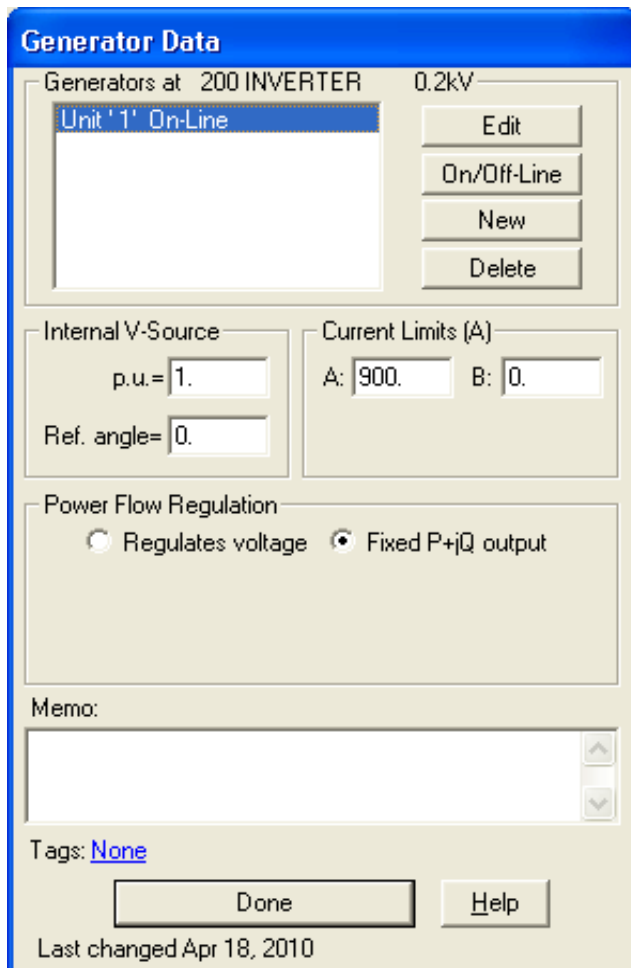 Generator Data
Generators at 200 INVERTER 0.2kV
Unit ' 1' On-Line
Edit
On/Off-Line
New
Delete
Internal V-Source
p.u.= 1.
Ref. angle= 0.
Current Limits (A)
A: 900. B: 0.
Power Flow Regulation
Regulates voltage Fixed P+jQ output
Memo:
Tags: None
Done Help
Last changed Apr 18, 2010